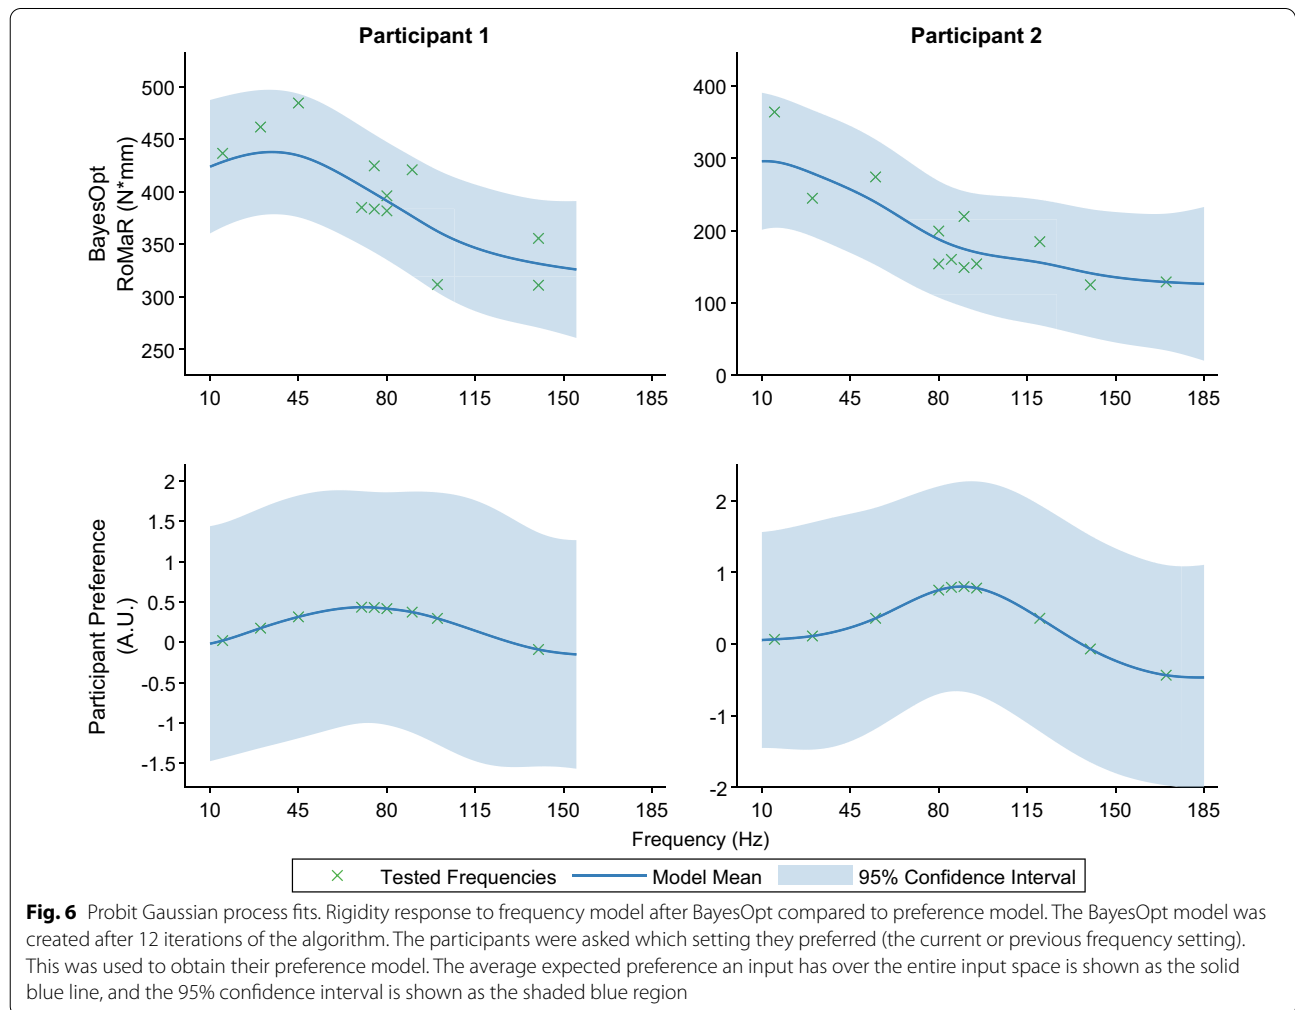 Participant 1
Participant 2
BayesOpt
RoMaR (N*mm)
500
450
400
350
300
250
10 45 80 115 150 185
400
300
200
100
0
10 45 80 115 150 185
Participant Preference
(A.U.)
2
1.5
1
0.5
0
-0.5
-1
-1.5
10 45 80 115 150 185
2
1
0
-1
-2
10 45 80 115 150 185
Frequency (Hz)
Tested Frequencies Model Mean 95% Confidence Interval
Fig. 6 Probit Gaussian process fits. Rigidity response to frequency model after BayesOpt compared to preference model. The BayesOpt model was
created after 12 iterations of the algorithm. The participants were asked which setting they preferred (the current or previous frequency setting).
This was used to obtain their preference model. The average expected preference an input has over the entire input space is shown as the solid
blue line, and the 95% confidence interval is shown as the shaded blue region